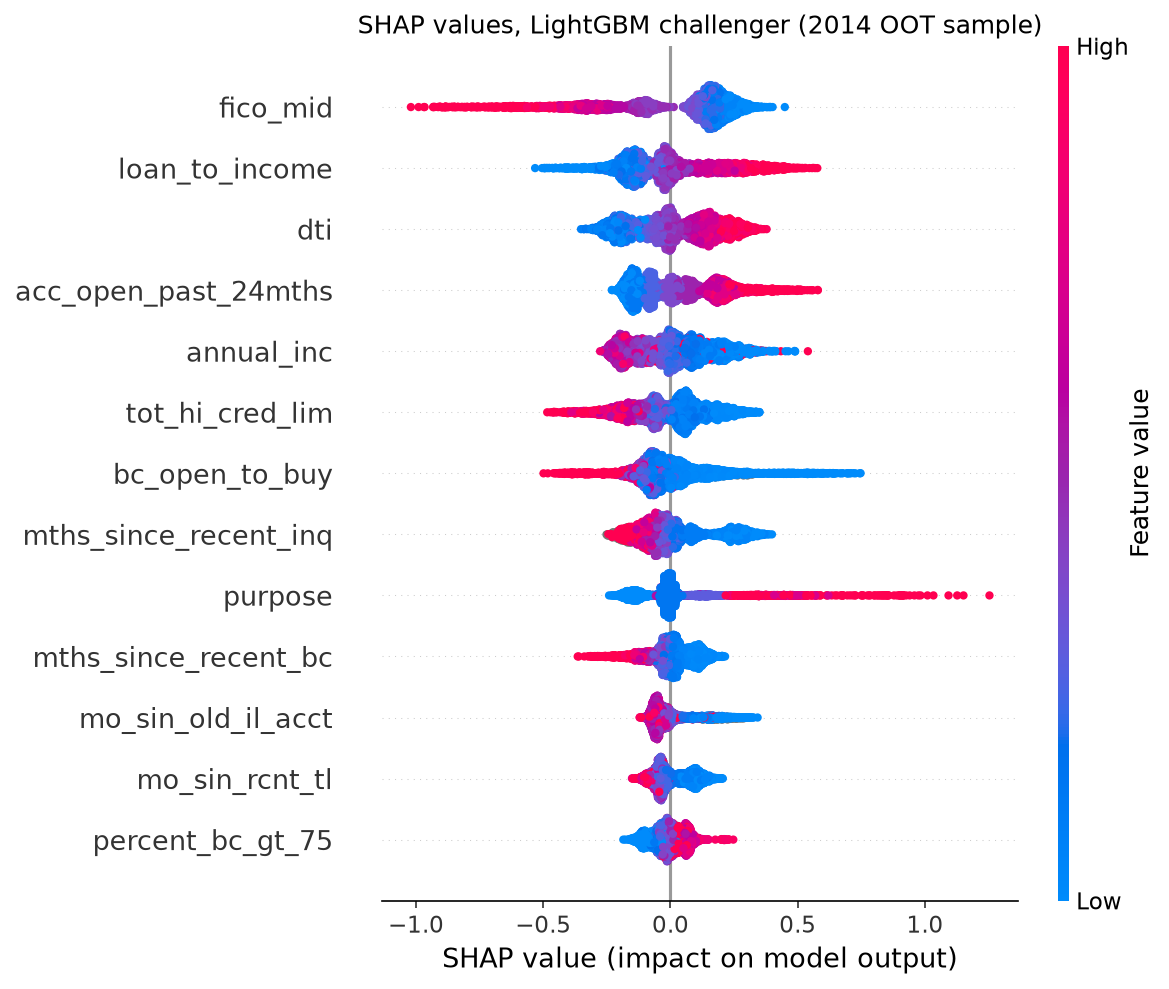 SHAP values, LightGBM challenger (2014 OOT sample)
High
fico_mid
loan_to_income
dti
acc_open_past_24mths
annual_inc
tot_hi_cred_lim
bc_open_to_buy
mths_since_recent_inq
purpose
mths_since_recent_bc
mo_sin_old_il_acct
mo_sin_rcnt_tl
percent_bc_gt_75
Feature value
Low
−1.0 −0.5 0.0 0.5 1.0
SHAP value (impact on model output)